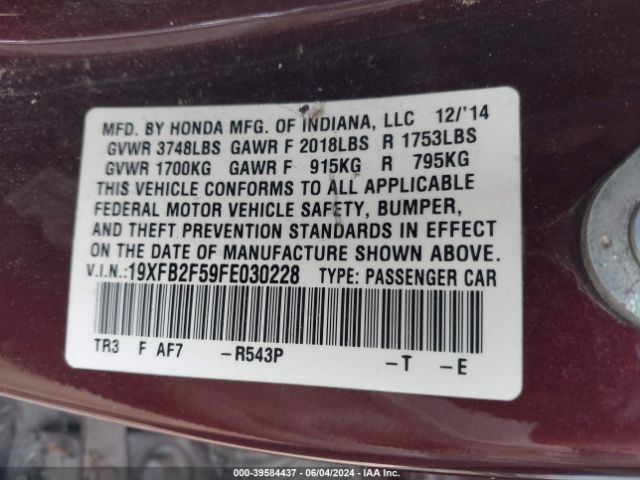 MFD. BY HONDA MFG. OF INDIANA, LLC 12/'14
GVWR 3748LBS GAWR F 2018LBS R 1753LBS
GVWR 1700KG GAWR F 915KG R 795KG
THIS VEHICLE CONFORMS TO ALL APPLICABLE
FEDERAL MOTOR VEHICLE SAFETY, BUMPER,
AND THEFT PREVENTION STANDARDS IN EFFECT
ON THE DATE OF MANUFACTURE SHOWN ABOVE.
V.I.N.:19XFB2F59FE030228 TYPE: PASSENGER CAR
TR3 F AF7 -R543P -T -E
000-39584437 - 06/04/2024 - IAA Inc.